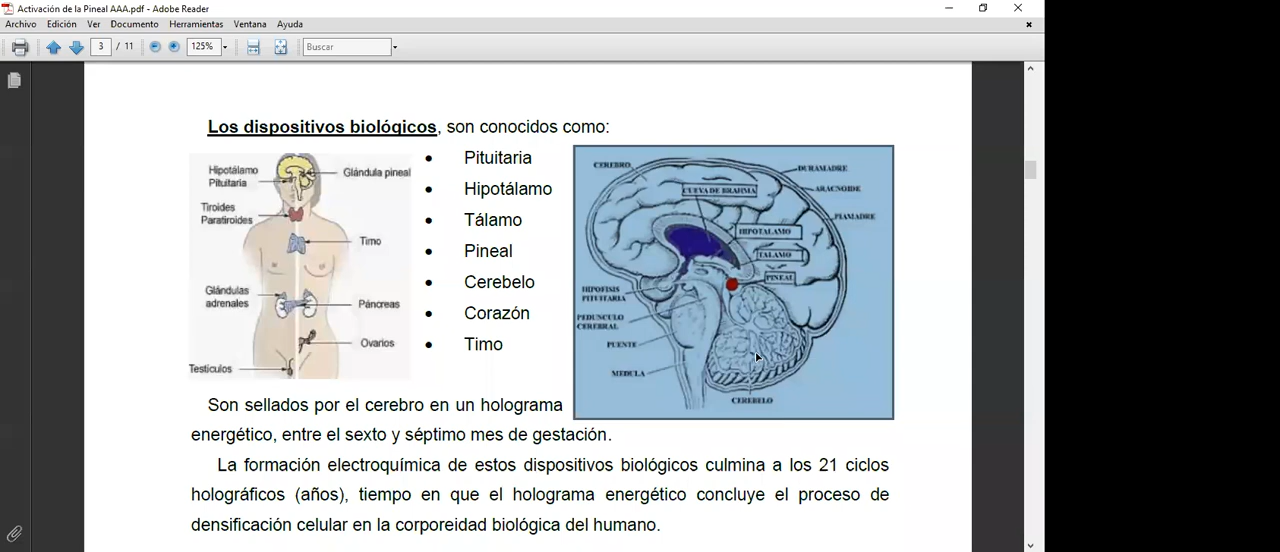 Activación de la Pineal AAA.pdf - Adobe Reader
Archivo Edición Ver Documento Herramientas Ventana Ayuda
3 / 11 125% Buscar
Los dispositivos biológicos, son conocidos como:
Hipotálamo
Pituitaria
Glándula pineal
Tiroides
Paratiroides
Timo
Glándulas
adrenales
Páncreas
Ovarios
Testiculos
• Pituitaria
• Hipotálamo
• Tálamo
• Pineal
• Cerebelo
• Corazón
• Timo
CEREBRO
DURAMADRE
ARACNOIDE
CUEVA DE BRAHMA
PIAMADRE
HIPOTALAMO
TALAMO
PINEAL
HIPOFISIS
PITUITARIA
PEDUNCULO
CEREBRAL
PUENTE
MEDULA
CEREBELO
Son sellados por el cerebro en un holograma
energético, entre el sexto y séptimo mes de gestación.
La formación electroquímica de estos dispositivos biológicos culmina a los 21 ciclos
holográficos (años), tiempo en que el holograma energético concluye el proceso de
densificación celular en la corporeidad biológica del humano.